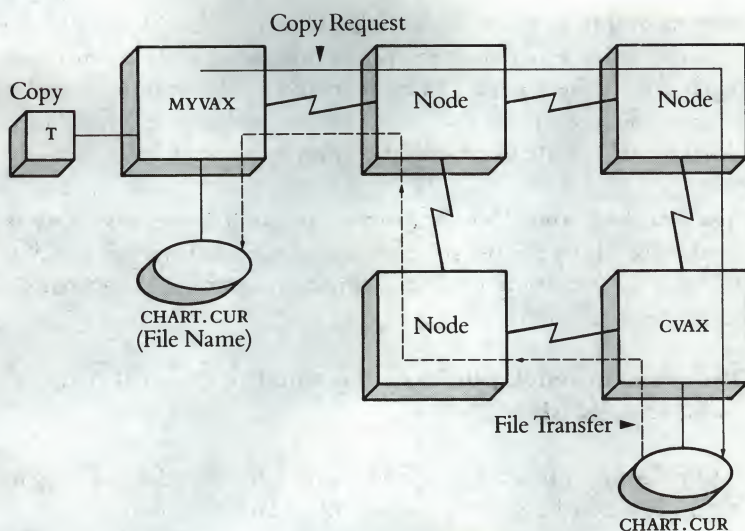 Copy Request
Copy
T
MYVAX
Node
Node
CHART.CUR
(File Name)
Node
CVAX
File Transfer
CHART.CUR